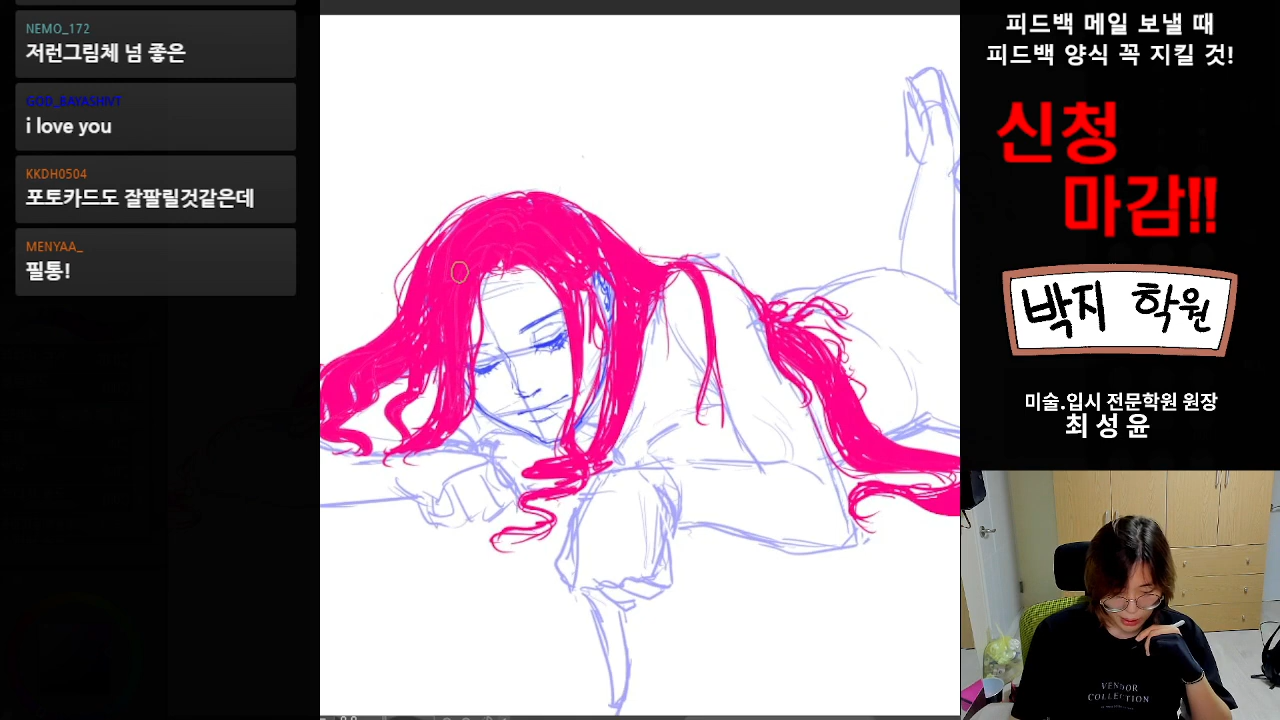 NEMO_172
저런그림체 넘 좋은
GOD_BAYASHIVT
i love you
KKDH0504
포토카드도 잘팔릴것같은데
MENYAA_
필통!
피드백 메일 보낼 때
피드백 양식 꼭 지킬 것!
신청
마감!!
박지 학원
미술.입시 전문학원 원장
최성윤
VENDOR
COLLECTION